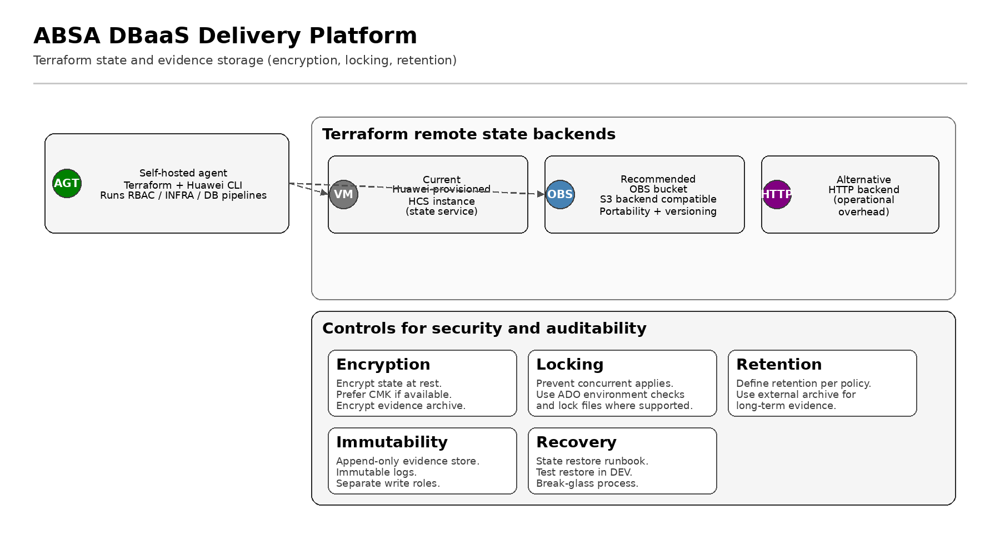 ABSA DBaaS Delivery Platform
Terraform state and evidence storage (encryption, locking, retention)
AGT
Self-hosted agent
Terraform + Huawei CLI
Runs RBAC / INFRA / DB pipelines
Terraform remote state backends
VM
Current
Huawei-provisioned
HCS instance
(state service)
OBS
Recommended
OBS bucket
S3 backend compatible
Portability + versioning
HTTP
Alternative
HTTP backend
(operational
overhead)
Controls for security and auditability
Encryption
Encrypt state at rest.
Prefer CMK if available.
Encrypt evidence archive.
Locking
Prevent concurrent applies.
Use ADO environment checks
and lock files where supported.
Retention
Define retention per policy.
Use external archive for
long-term evidence.
Immutability
Append-only evidence store.
Immutable logs.
Separate write roles.
Recovery
State restore runbook.
Test restore in DEV.
Break-glass process.